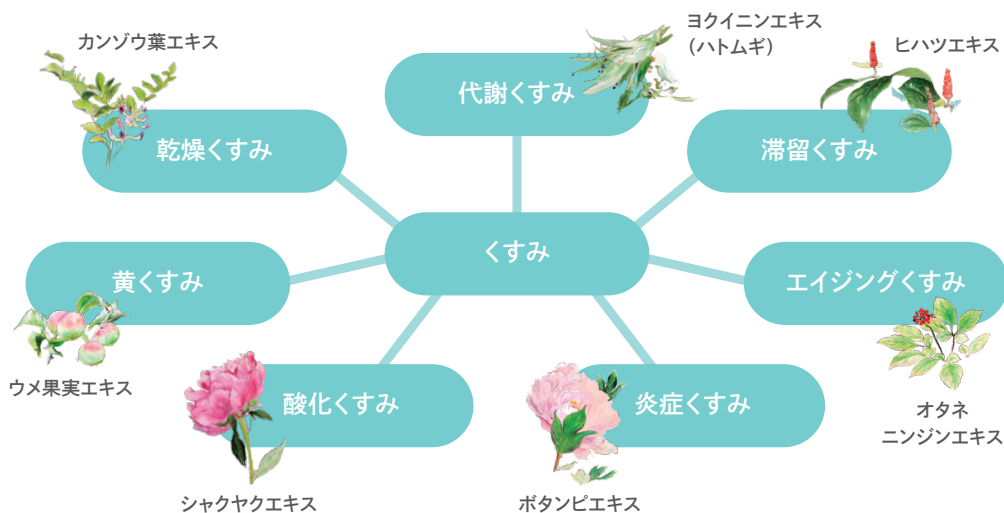 カンゾウ葉エキス
乾燥くすみ
ヨクイニンエキス
（ハトムギ）
代謝くすみ
ヒハツエキス
滞留くすみ
くすみ
黄くすみ
ウメ果実エキス
エイジングくすみ
オタネ
ニンジンエキス
酸化くすみ
シャクヤクエキス
炎症くすみ
ボタンピエキス